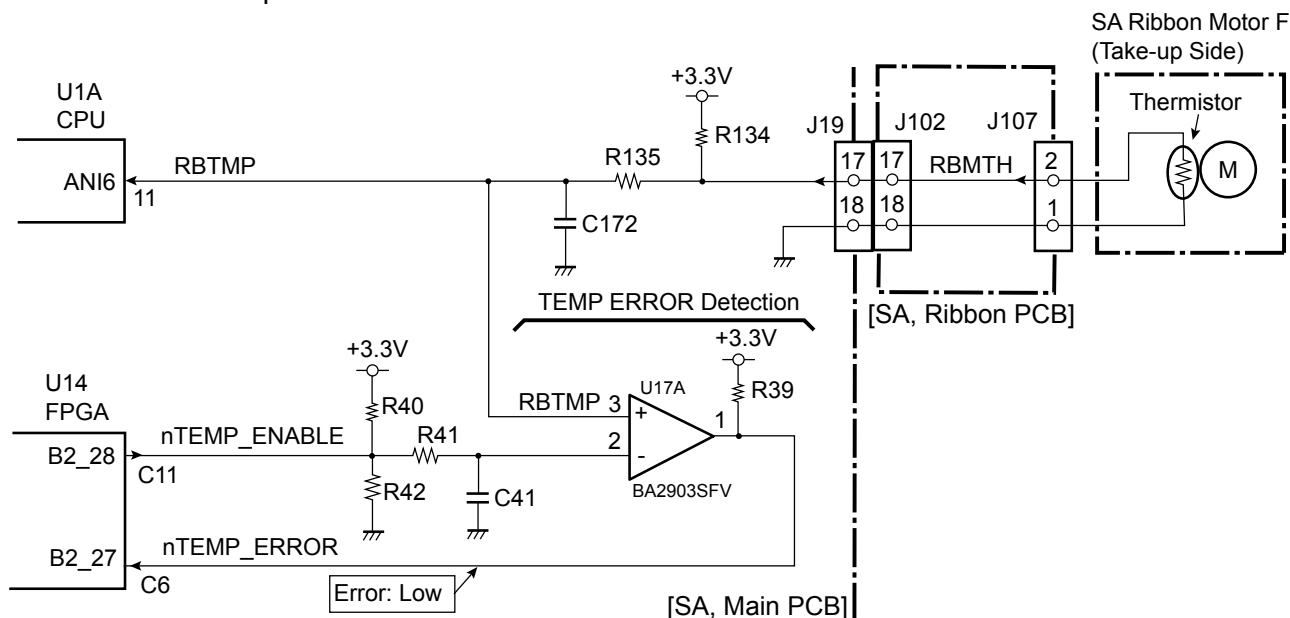 SA Ribbon Motor F
(Take-up Side)
Thermistor
M
+3.3V
U1A
CPU
ANI6
11
RBTMP
R135
R134
C172
J19
J102
J107
17
17
RBMTH
2
18
18
1
[SA, Ribbon PCB]
TEMP ERROR Detection
+3.3V
+3.3V
U14
FPGA
R40
R39
U17A
RBTMP
3
+
1
nTEMP_ENABLE
R41
2
-
B2_28
C11
R42
C41
BA2903SFV
nTEMP_ERROR
B2_27
C6
Error: Low
[SA, Main PCB]